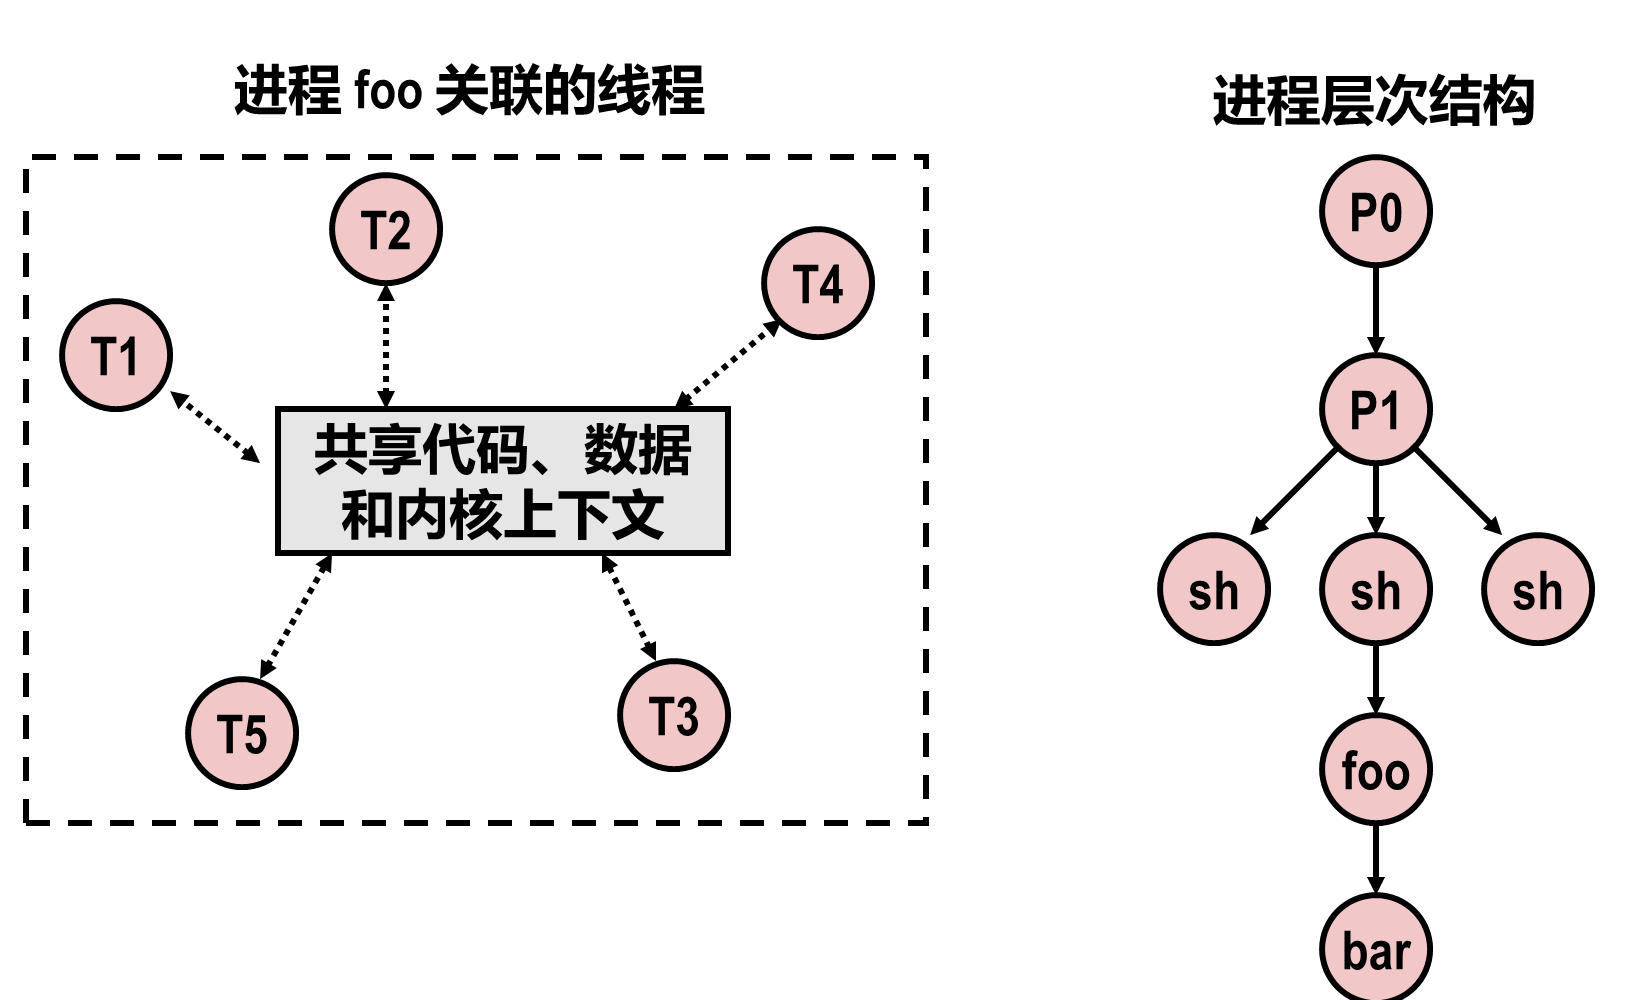 进程 foo 关联的线程
T1
T2
T4
共享代码、数据
和内核上下文
T5
T3
进程层次结构
P0
P1
sh
sh
sh
foo
bar